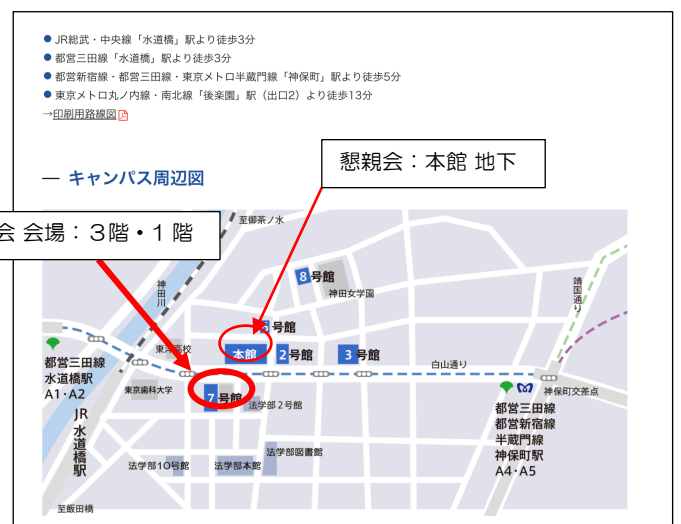 ● JR総武・中央線「水道橋」駅より徒歩3分
● 都営三田線「水道橋」駅より徒歩3分
● 都営新宿線・都営三田線・東京メトロ半蔵門線「神保町」駅より徒歩5分
● 東京メトロ丸ノ内線・南北線「後楽園」駅（出口2）より徒歩13分
→印刷用路線図
懇親会：本館 地下
― キャンパス周辺図
会 会場：３階・１階
至御茶ノ水
神田川
8号館
神田女学園
靖国通り
号館
東洋高校
本館
2号館
3号館
白山通り
都営三田線
水道橋駅
A1・A2
東京歯科大学
7号館
法学部2号館
神保町交差点
都営三田線
都営新宿線
半蔵門線
神保町駅
A4・A5
JR水道橋駅
法学部図書館
法学部10号館
法学部本館
至飯田橋